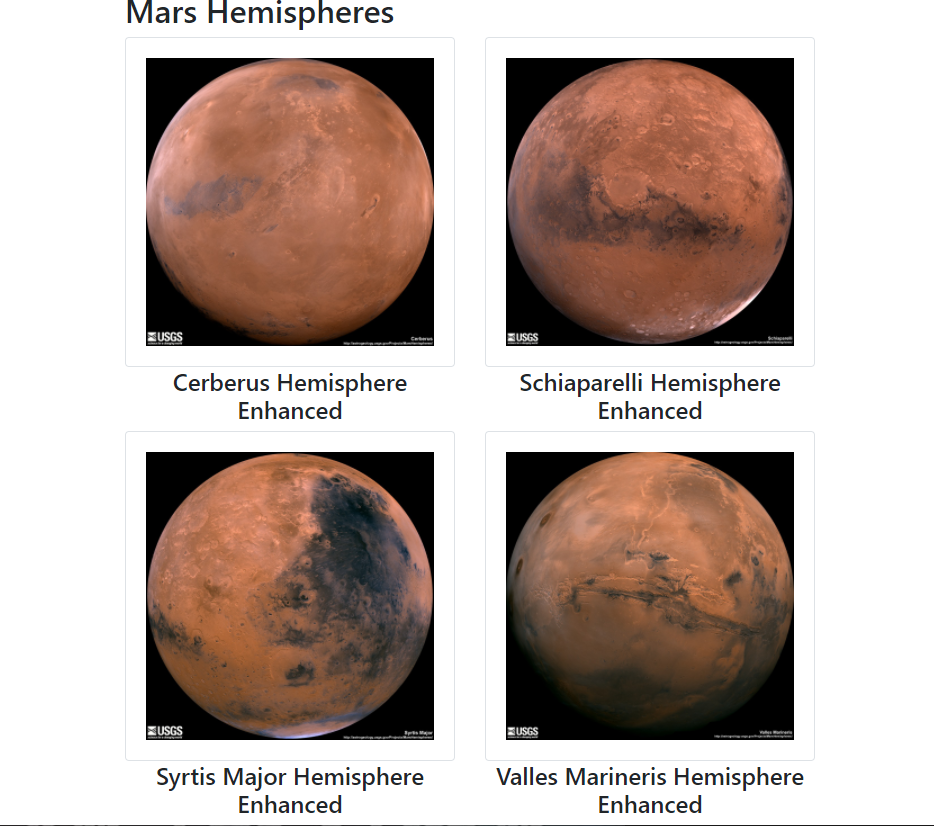 Mars Hemispheres
USGS
Cerberus
USGS
Schiaparelli
Cerberus Hemisphere
Enhanced
Schiaparelli Hemisphere
Enhanced
USGS
Syrtis Major
USGS
Valles Marineris
Syrtis Major Hemisphere
Enhanced
Valles Marineris Hemisphere
Enhanced